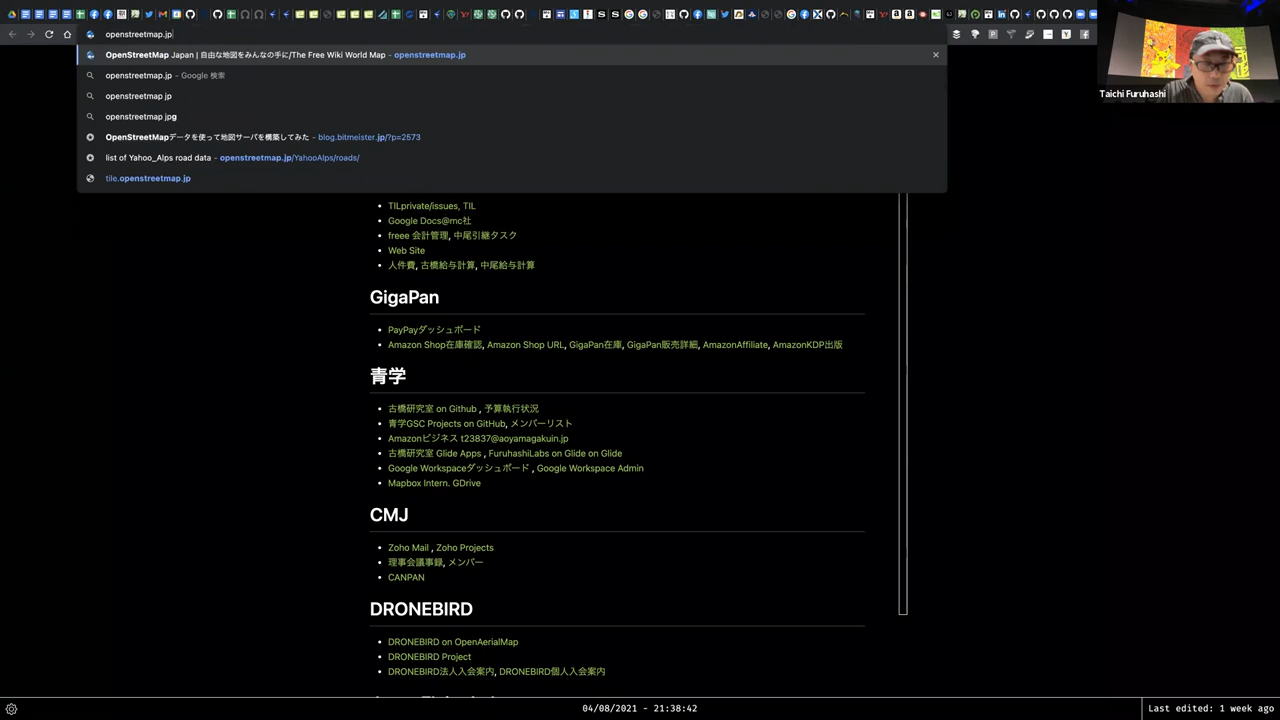 openstreetmap.jp
OpenStreetMap Japan | 自由な地図をみんなの手に/The Free Wiki World Map - openstreetmap.jp
openstreetmap.jp - Google 検索
openstreetmap jp
openstreetmap jpg
OpenStreetMapデータを使って地図サーバを構築してみた - blog.bitmeister.jp/?p=2573
list of Yahoo_Alps road data - openstreetmap.jp/YahooAlps/roads/
tile.openstreetmap.jp
Taichi Furuhashi
TILprivate/issues, TIL
Google Docs@mc社
freee 会計管理, 中尾引継タスク
Web Site
人件費, 古橋給与計算, 中尾給与計算
GigaPan
PayPayダッシュボード
Amazon Shop在庫確認, Amazon Shop URL, GigaPan在庫, GigaPan販売詳細, AmazonAffiliate, AmazonKDP出版
青学
古橋研究室 on Github , 予算執行状況
青学GSC Projects on GitHub, メンバーリスト
Amazonビジネス t23837@aoyamagakuin.jp
古橋研究室 Glide Apps , FuruhashiLabs on Glide on Glide
Google Workspaceダッシュボード , Google Workspace Admin
Mapbox Intern. GDrive
CMJ
Zoho Mail , Zoho Projects
理事会議事録, メンバー
CANPAN
DRONEBIRD
DRONEBIRD on OpenAerialMap
DRONEBIRD Project
DRONEBIRD法人入会案内, DRONEBIRD個人入会案内
04/08/2021 - 21:38:42
Last edited: 1 week ago